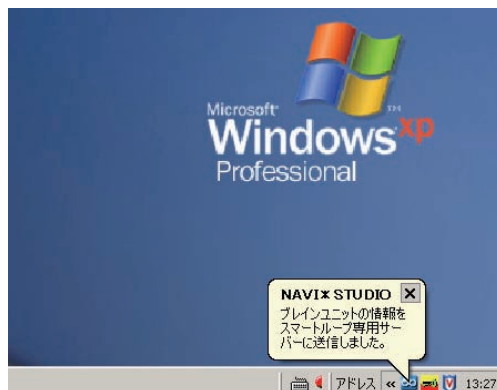 Microsoft
Windows xp
TM
Professional
NAVI✱STUDIO
ブレインユニットの情報を
スマートループ専用サー
バーに送信しました。
アドレス « 13:27